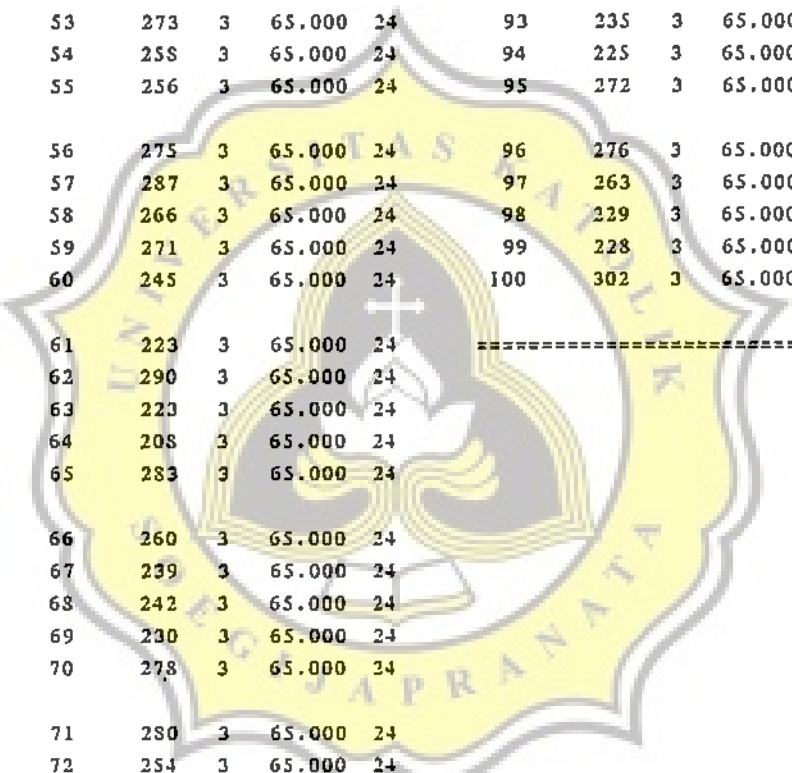 53 273 3 65.000 24 93 235 3 65.000
54 258 3 65.000 24 94 225 3 65.000
55 256 3 65.000 24 95 272 3 65.000
56 275 3 65.000 24 96 276 3 65.000
57 287 3 65.000 24 97 263 3 65.000
58 266 3 65.000 24 98 229 3 65.000
59 271 3 65.000 24 99 228 3 65.000
60 245 3 65.000 24 100 302 3 65.000
61 223 3 65.000 24 ==============================
62 290 3 65.000 24
63 223 3 65.000 24
64 208 3 65.000 24
65 283 3 65.000 24
66 260 3 65.000 24
67 239 3 65.000 24
68 242 3 65.000 24
69 230 3 65.000 24
70 278 3 65.000 24
71 280 3 65.000 24
72 254 3 65.000 24
UNIVERSITAS KATOLIK
SOEGIJAPRANATA